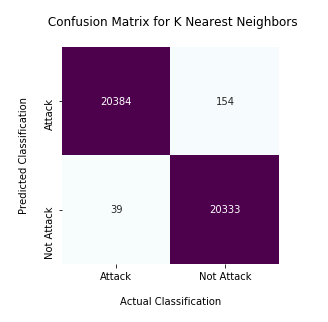 Confusion Matrix for K Nearest Neighbors
Predicted Classification
Attack
20384 154
Not Attack
39 20333
Attack Not Attack
Actual Classification